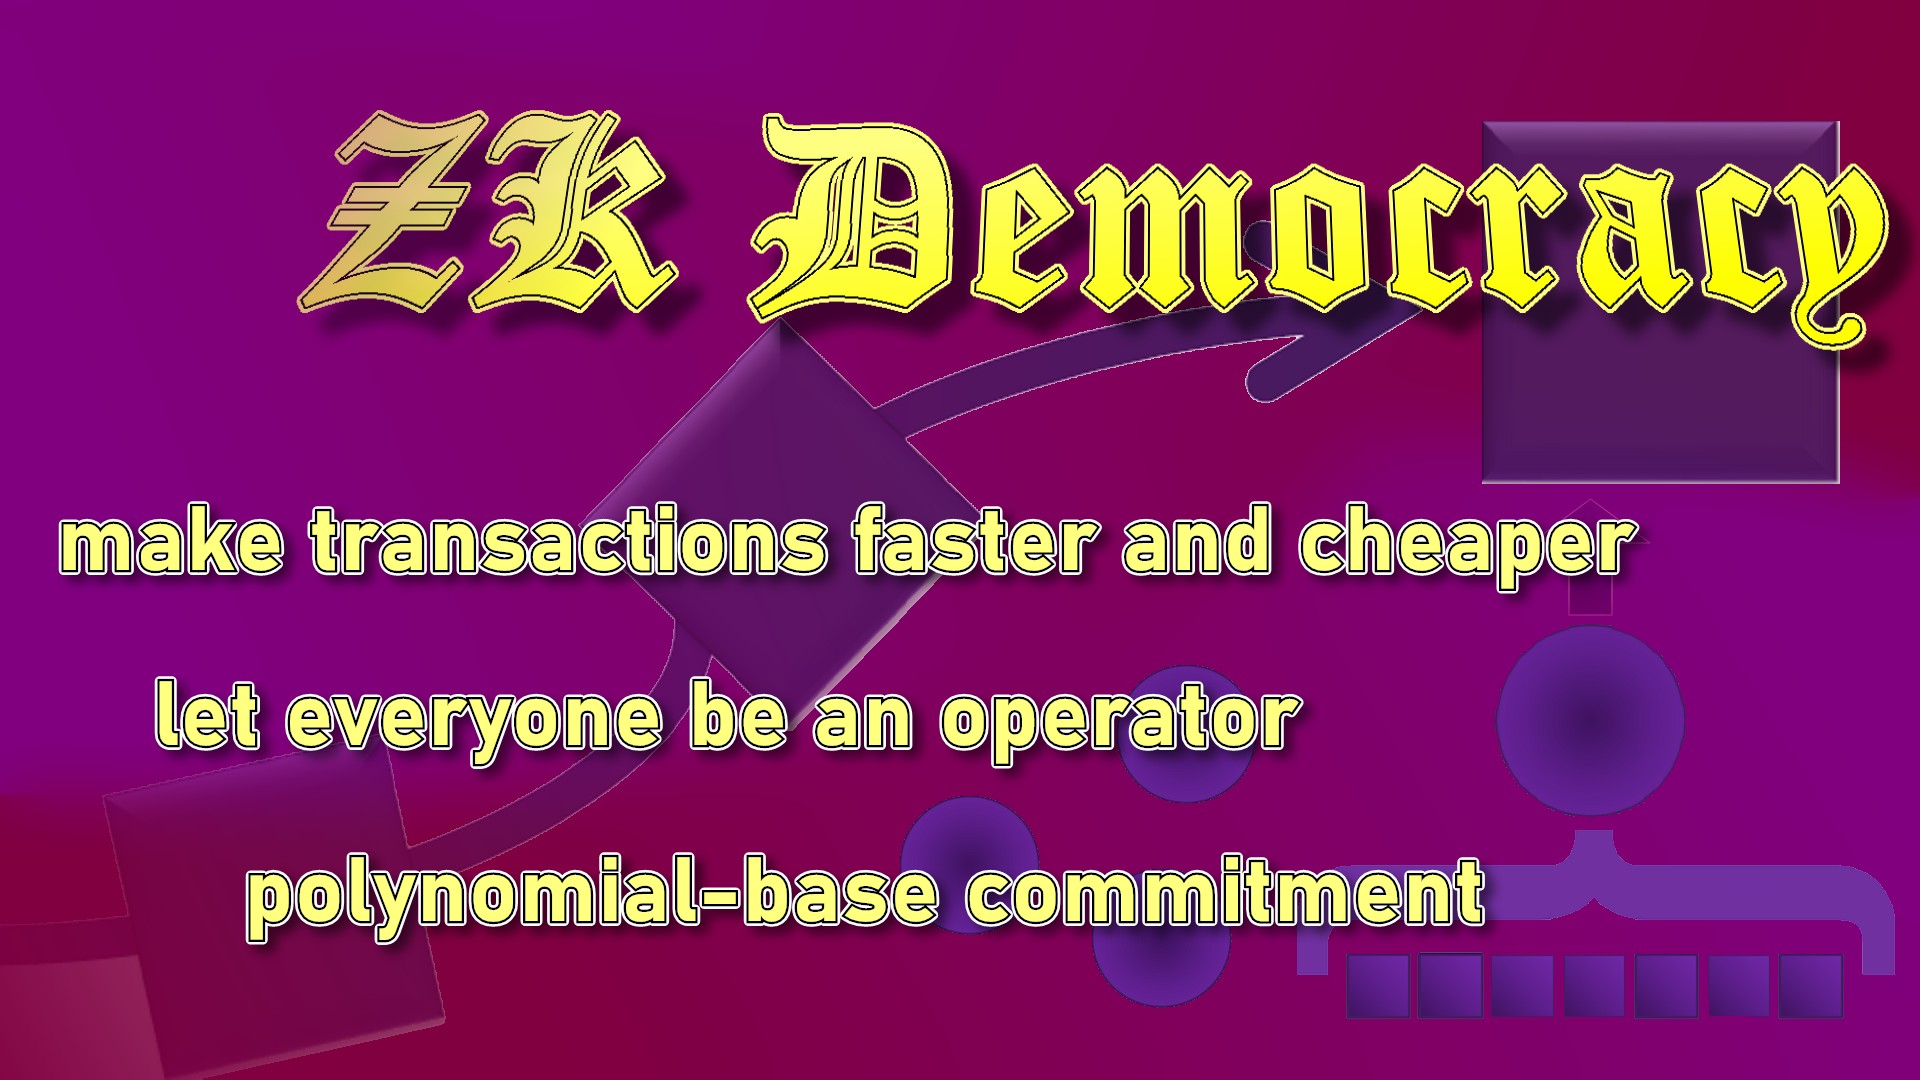 ZK Democracy
make transactions faster and cheaper
let everyone be an operator
polynomial-base commitment